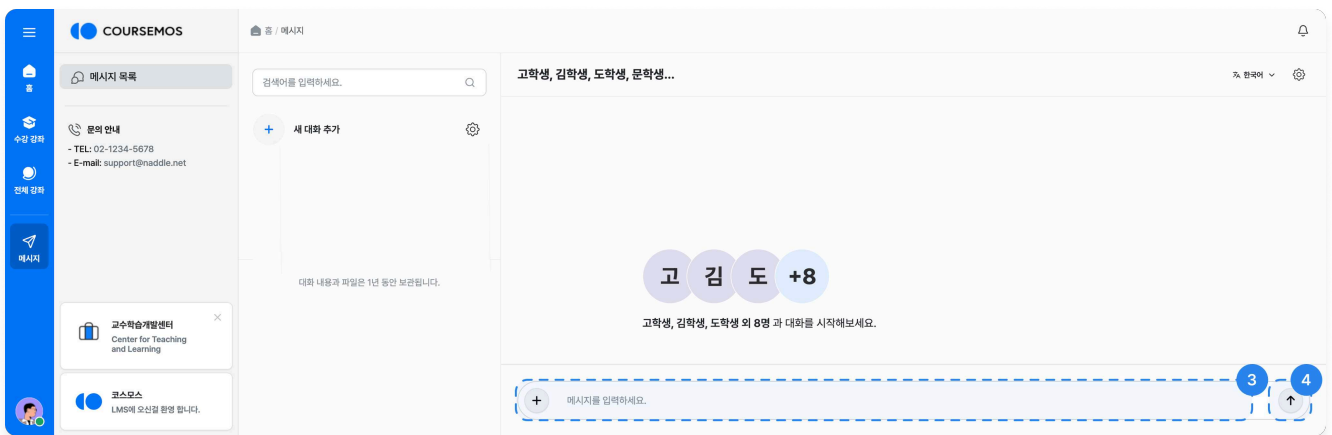 COURSEMOS
홈 / 메시지
홈
수강 강좌
전체 강좌
메시지
메시지 목록
문의 안내
- TEL: 02-1234-5678
- E-mail: support@naddle.net
교수학습개발센터
Center for Teaching
and Learning
코스모스
LMS에 오신걸 환영 합니다.
검색어를 입력하세요.
새 대화 추가
대화 내용과 파일은 1년 동안 보관됩니다.
고학생, 김학생, 도학생, 문학생...
한국어
고 김 도 +8
고학생, 김학생, 도학생 외 8명 과 대화를 시작해보세요.
3
4
메시지를 입력하세요.